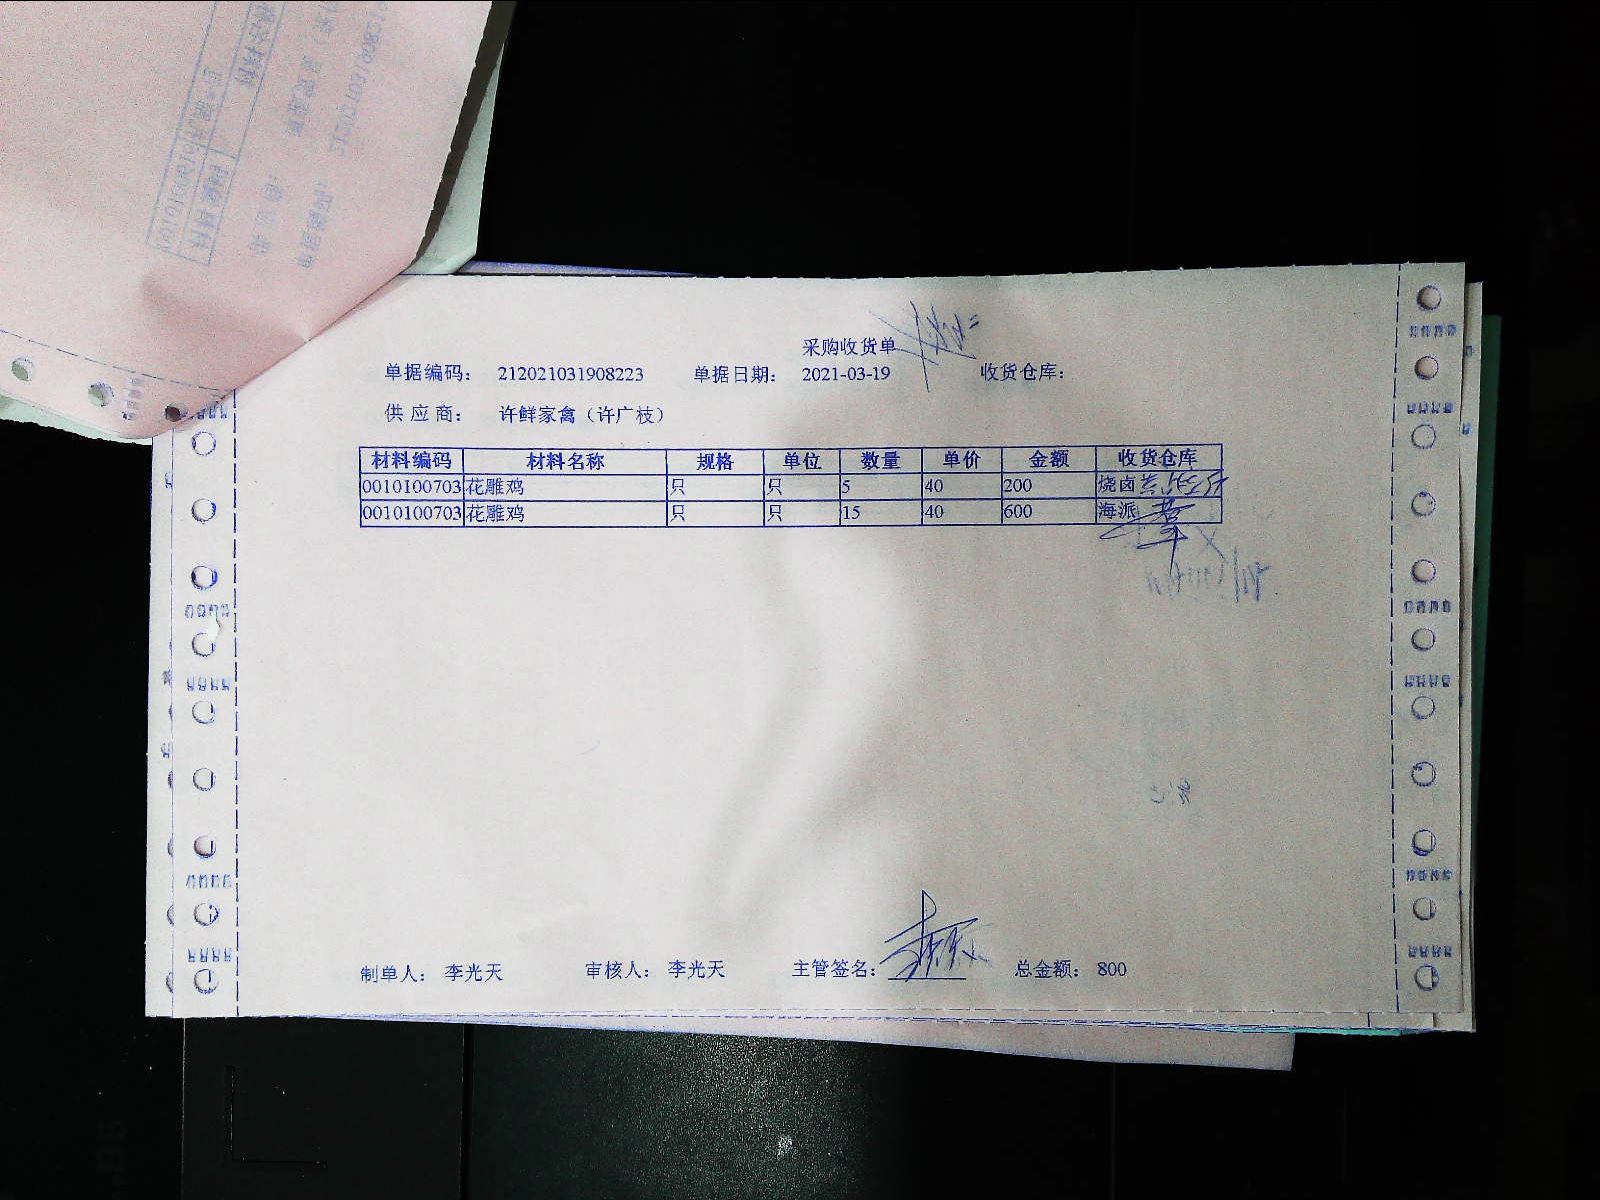 采购收货单
单据编码: 212021031908223 单据日期: 2021-03-19 收货仓库:
供应商: 许鲜家禽（许广枝）
材料编码 材料名称 规格 单位 数量 单价 金额 收货仓库
0010100703 花雕鸡 只 只 5 40 200 烧卤
0010100703 花雕鸡 只 只 15 40 600 海派
制单人: 李光天 审核人: 李光天 主管签名: 总金额: 800